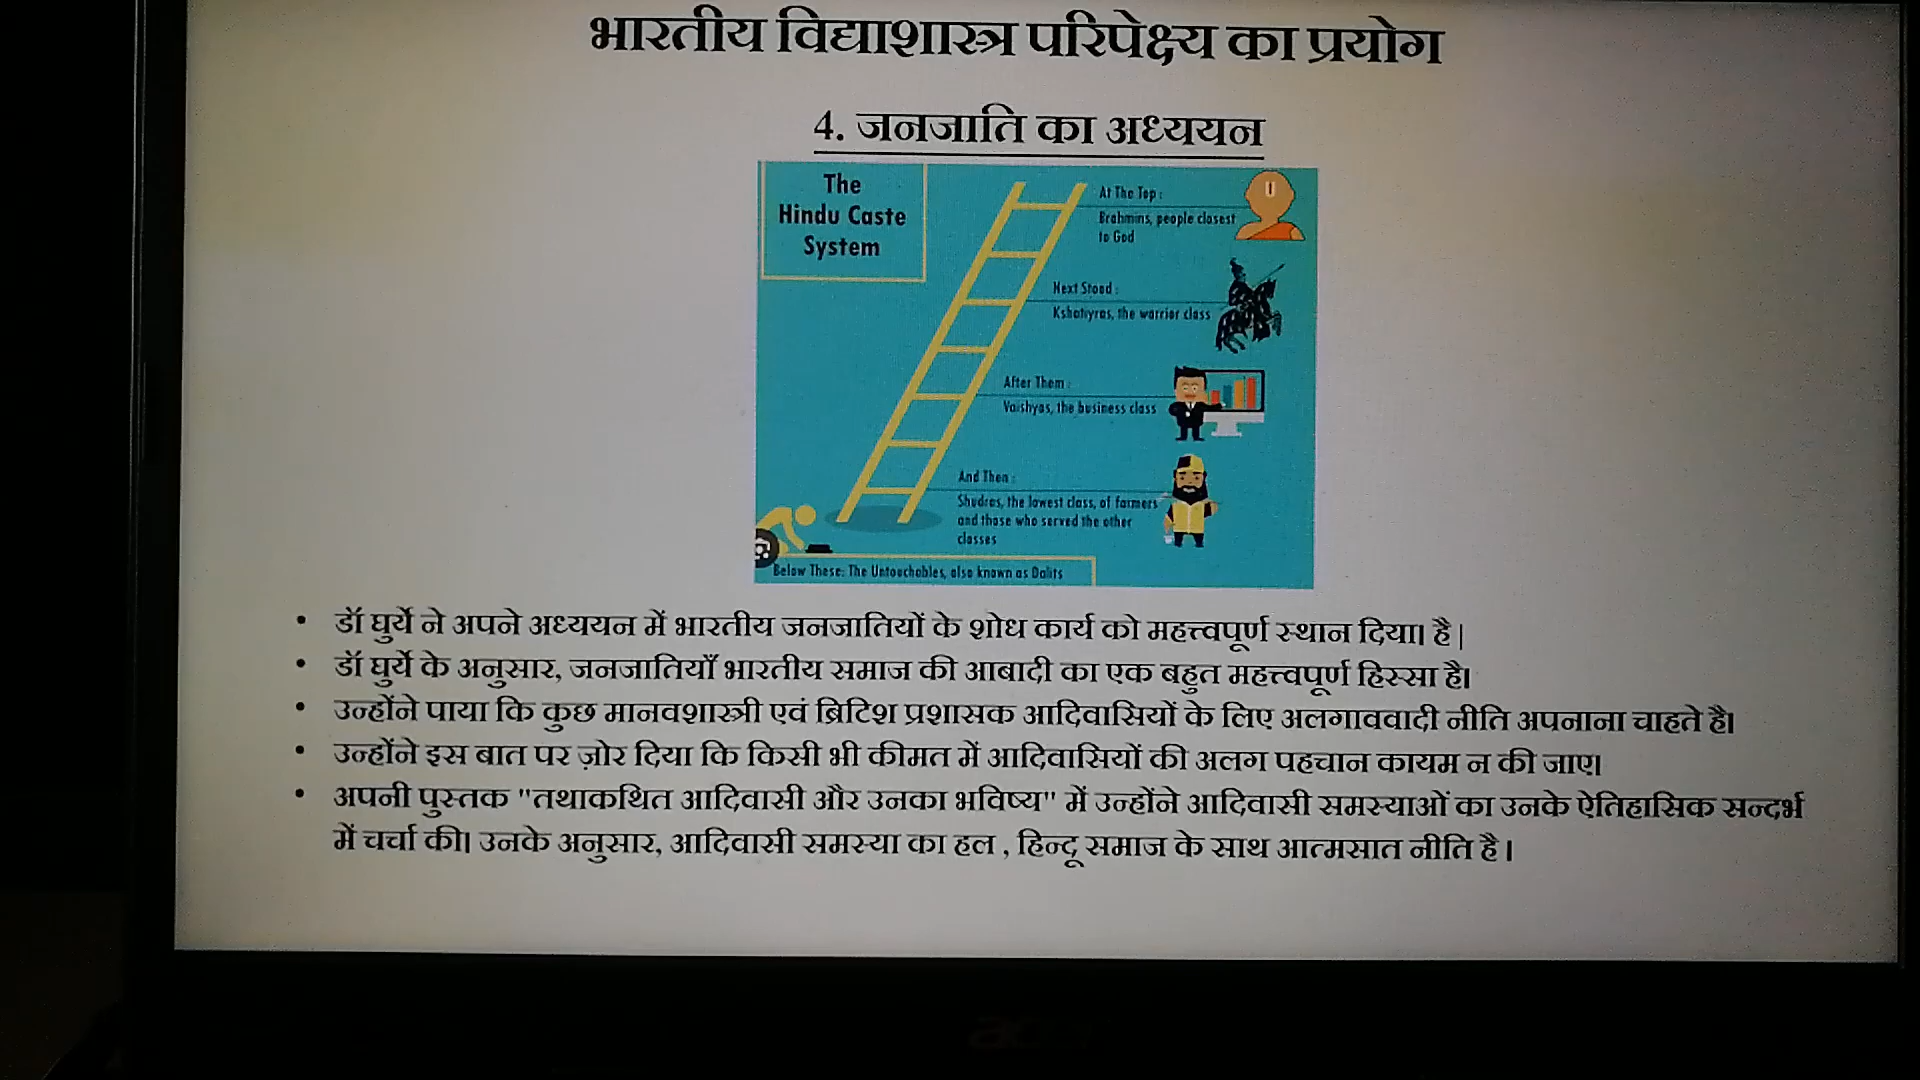 भारतीय विद्याशास्त्र परिपेक्ष्य का प्रयोग
4. जनजाति का अध्ययन
The
Hindu Caste
System
At The Top :
Brahmins, people closest
to God
Next Stood :
Kshatiyras, the warrior class
After Them :
Vaishyas, the business class
And Then :
Shudras, the lowest class, of farmers
and those who served the other
classes
Below These: The Untouchables, also known as Dalits
• डॉ घुर्ये ने अपने अध्ययन में भारतीय जनजातियों के शोध कार्य को महत्त्वपूर्ण स्थान दिया। है |
• डॉ घुर्ये के अनुसार, जनजातियाँ भारतीय समाज की आबादी का एक बहुत महत्त्वपूर्ण हिस्सा है।
• उन्होंने पाया कि कुछ मानवशास्त्री एवं ब्रिटिश प्रशासक आदिवासियों के लिए अलगाववादी नीति अपनाना चाहते है।
• उन्होंने इस बात पर ज़ोर दिया कि किसी भी कीमत में आदिवासियों की अलग पहचान कायम न की जाए।
• अपनी पुस्तक "तथाकथित आदिवासी और उनका भविष्य" में उन्होंने आदिवासी समस्याओं का उनके ऐतिहासिक सन्दर्भ
में चर्चा की। उनके अनुसार, आदिवासी समस्या का हल , हिन्दू समाज के साथ आत्मसात नीति है ।
acer